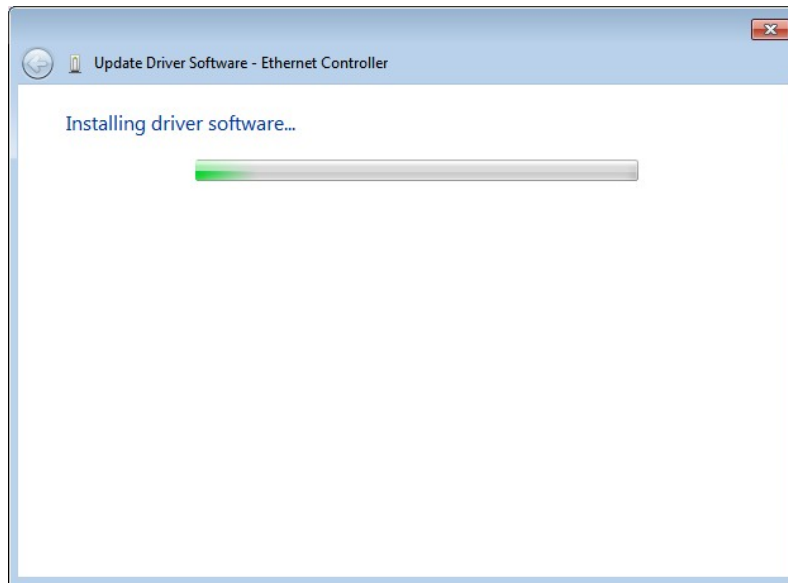 Update Driver Software - Ethernet Controller
Installing driver software...